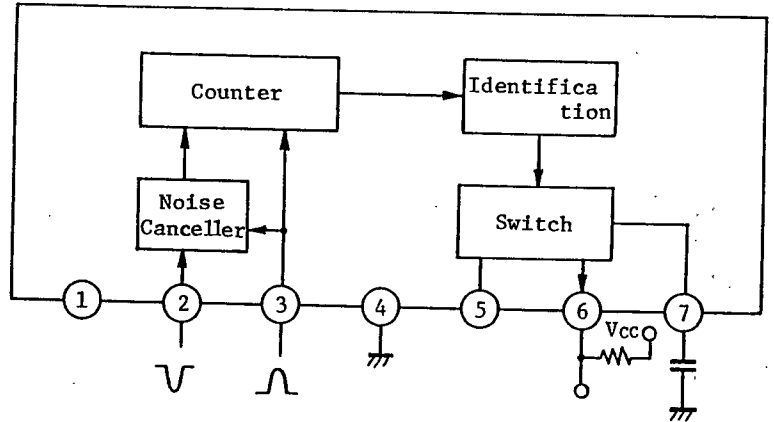 Counter
Identifica
tion
Noise
Canceller
Switch
1
2
3
4
5
6
7
Vcc